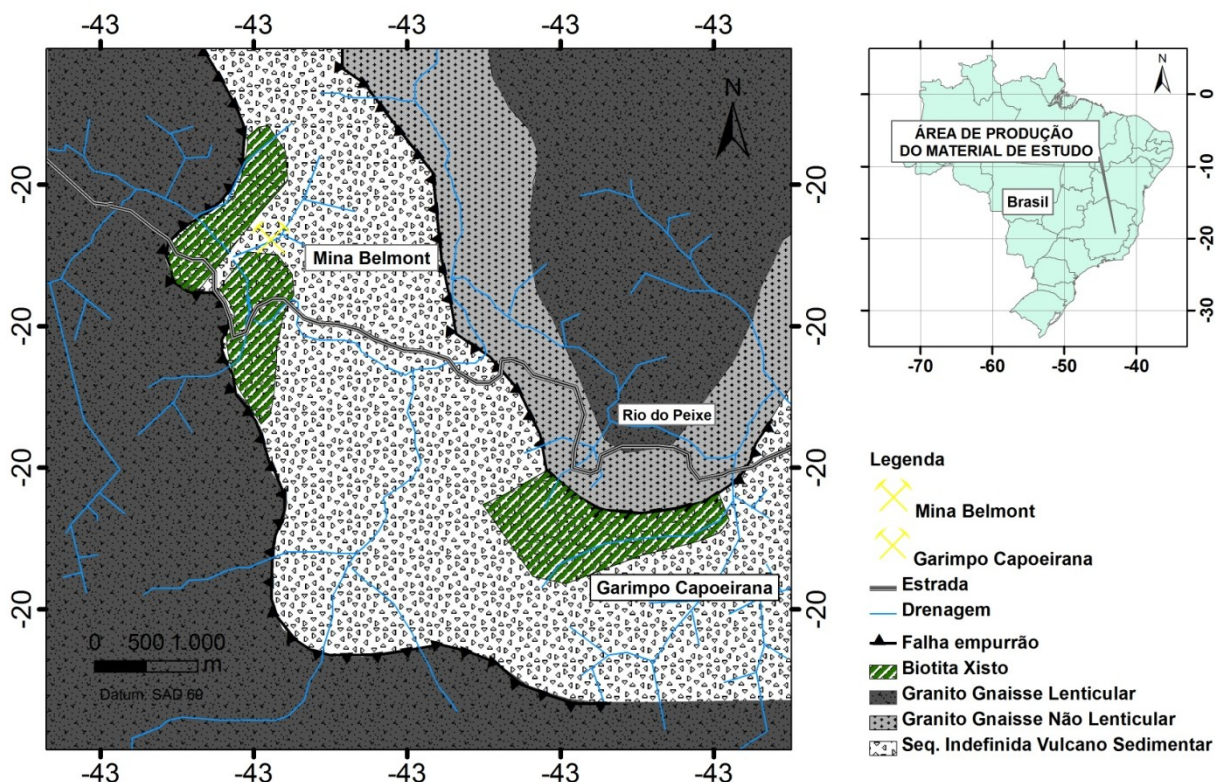 -43 -43 -43 -43 -43
N
-20
-20
-20
-20
Mina Belmont
Rio do Peixe
Garimpo Capoeirana
0 500 1.000
m
Datum: SAD 69
-20
-20
-20
-20
-43 -43 -43 -43 -43
N
ÁREA DE PRODUÇÃO
DO MATERIAL DE ESTUDO
Brasil
0
-10
-20
-30
-70 -60 -50 -40
Legenda
Mina Belmont
Garimpo Capoeirana
Estrada
Drenagem
Falha empurrão
Biotita Xisto
Granito Gnaisse Lenticular
Granito Gnaisse Não Lenticular
Seq. Indefinida Vulcano Sedimentar